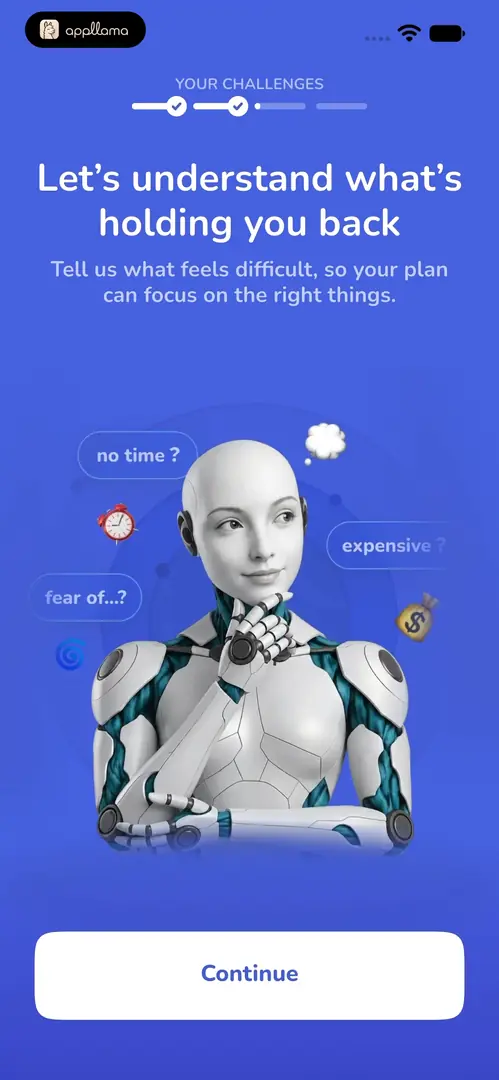 appllama
YOUR CHALLENGES
Let’s understand what’s
holding you back
Tell us what feels difficult, so your plan
can focus on the right things.
no time ?
expensive ?
fear of...?
$
Continue